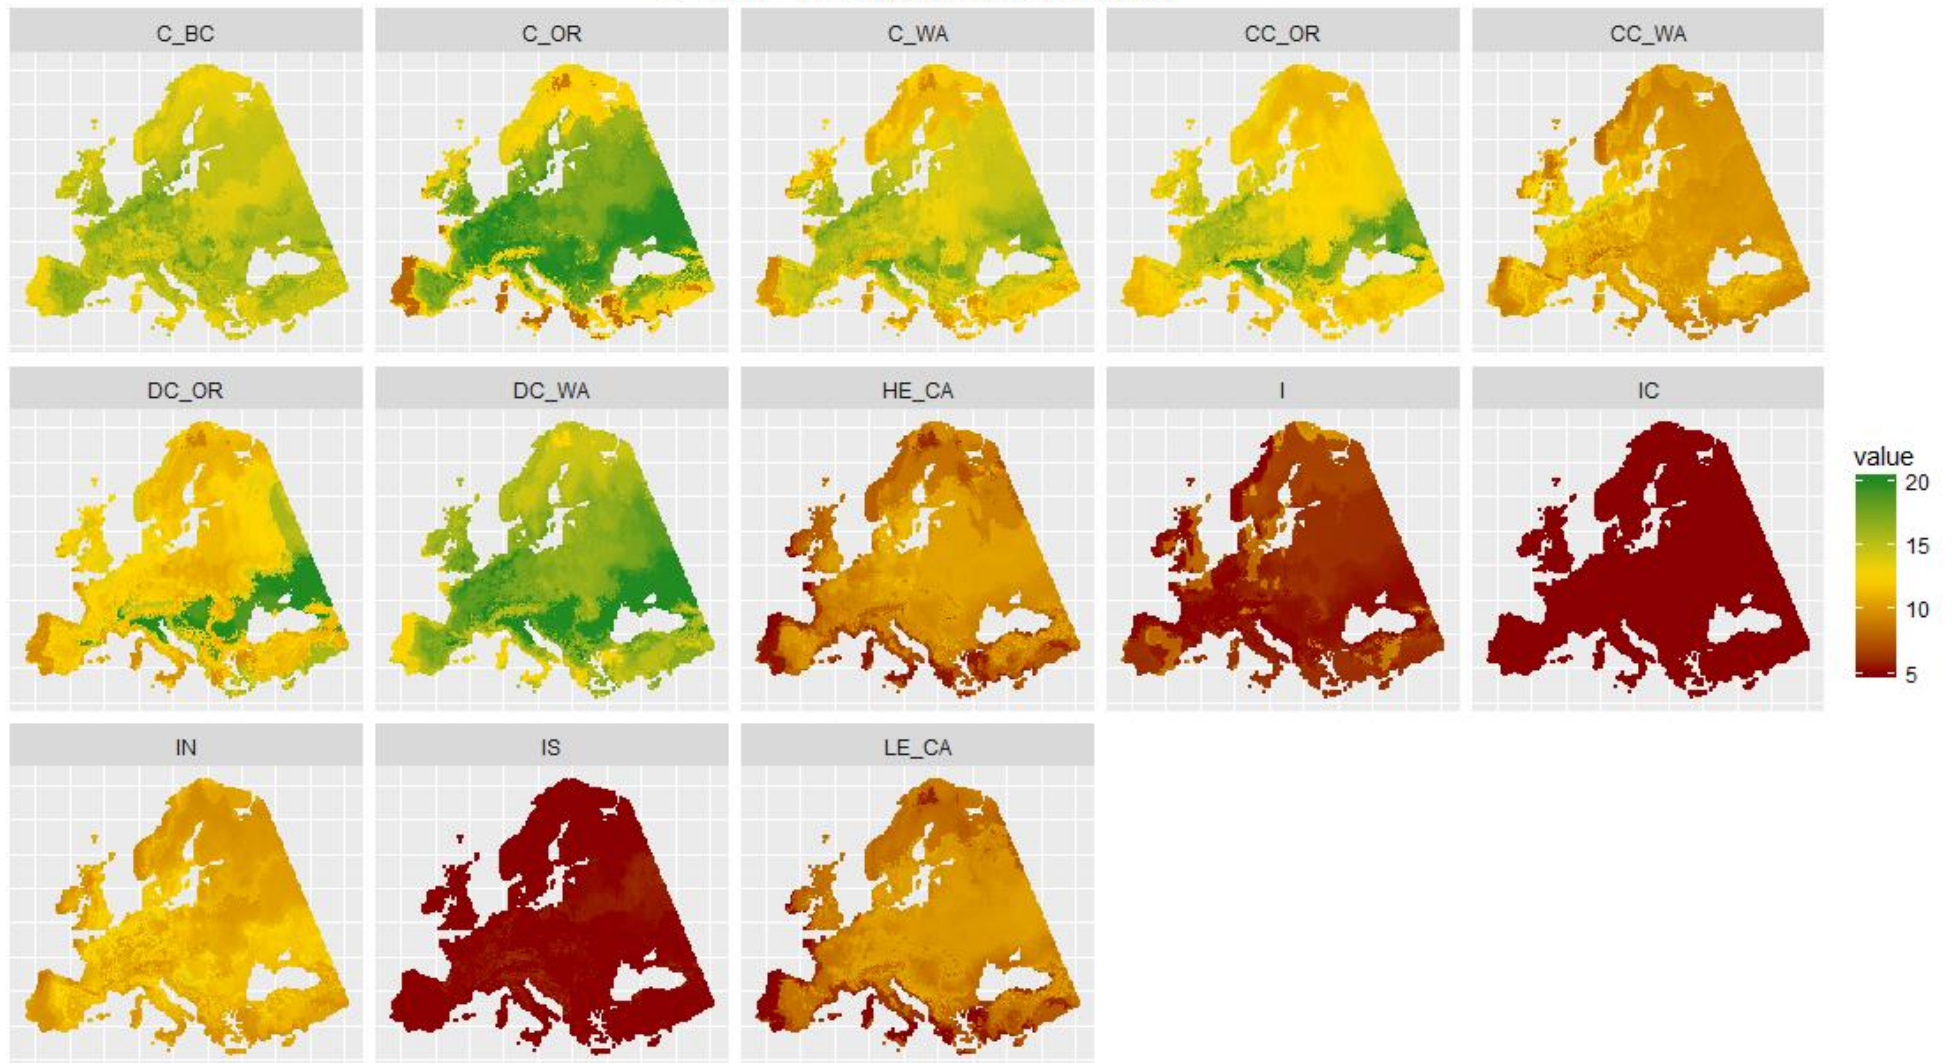 C_BC
C_OR
C_WA
CC_OR
CC_WA
DC_OR
DC_WA
HE_CA
I
IC
value
20
15
10
5
IN
IS
LE_CA